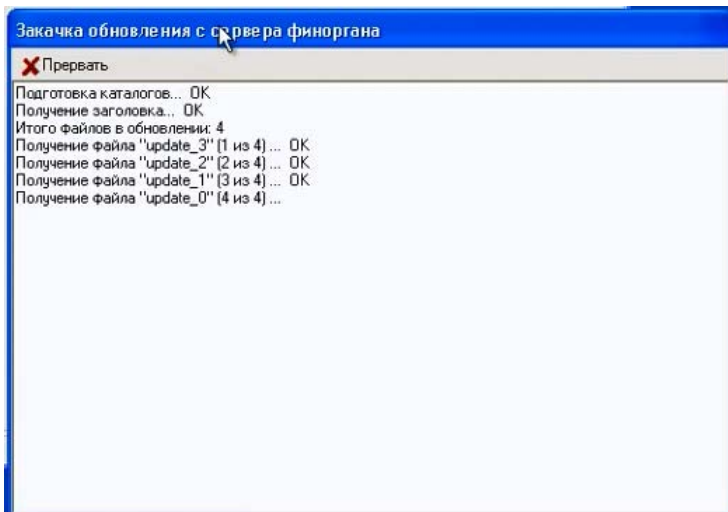 Закачка обновления с сервера финоргана
Прервать
Подготовка каталогов... OK
Получение заголовка... OK
Итого файлов в обновлении: 4
Получение файла "update_3" (1 из 4) ... OK
Получение файла "update_2" (2 из 4) ... OK
Получение файла "update_1" (3 из 4) ... OK
Получение файла "update_0" (4 из 4) ...